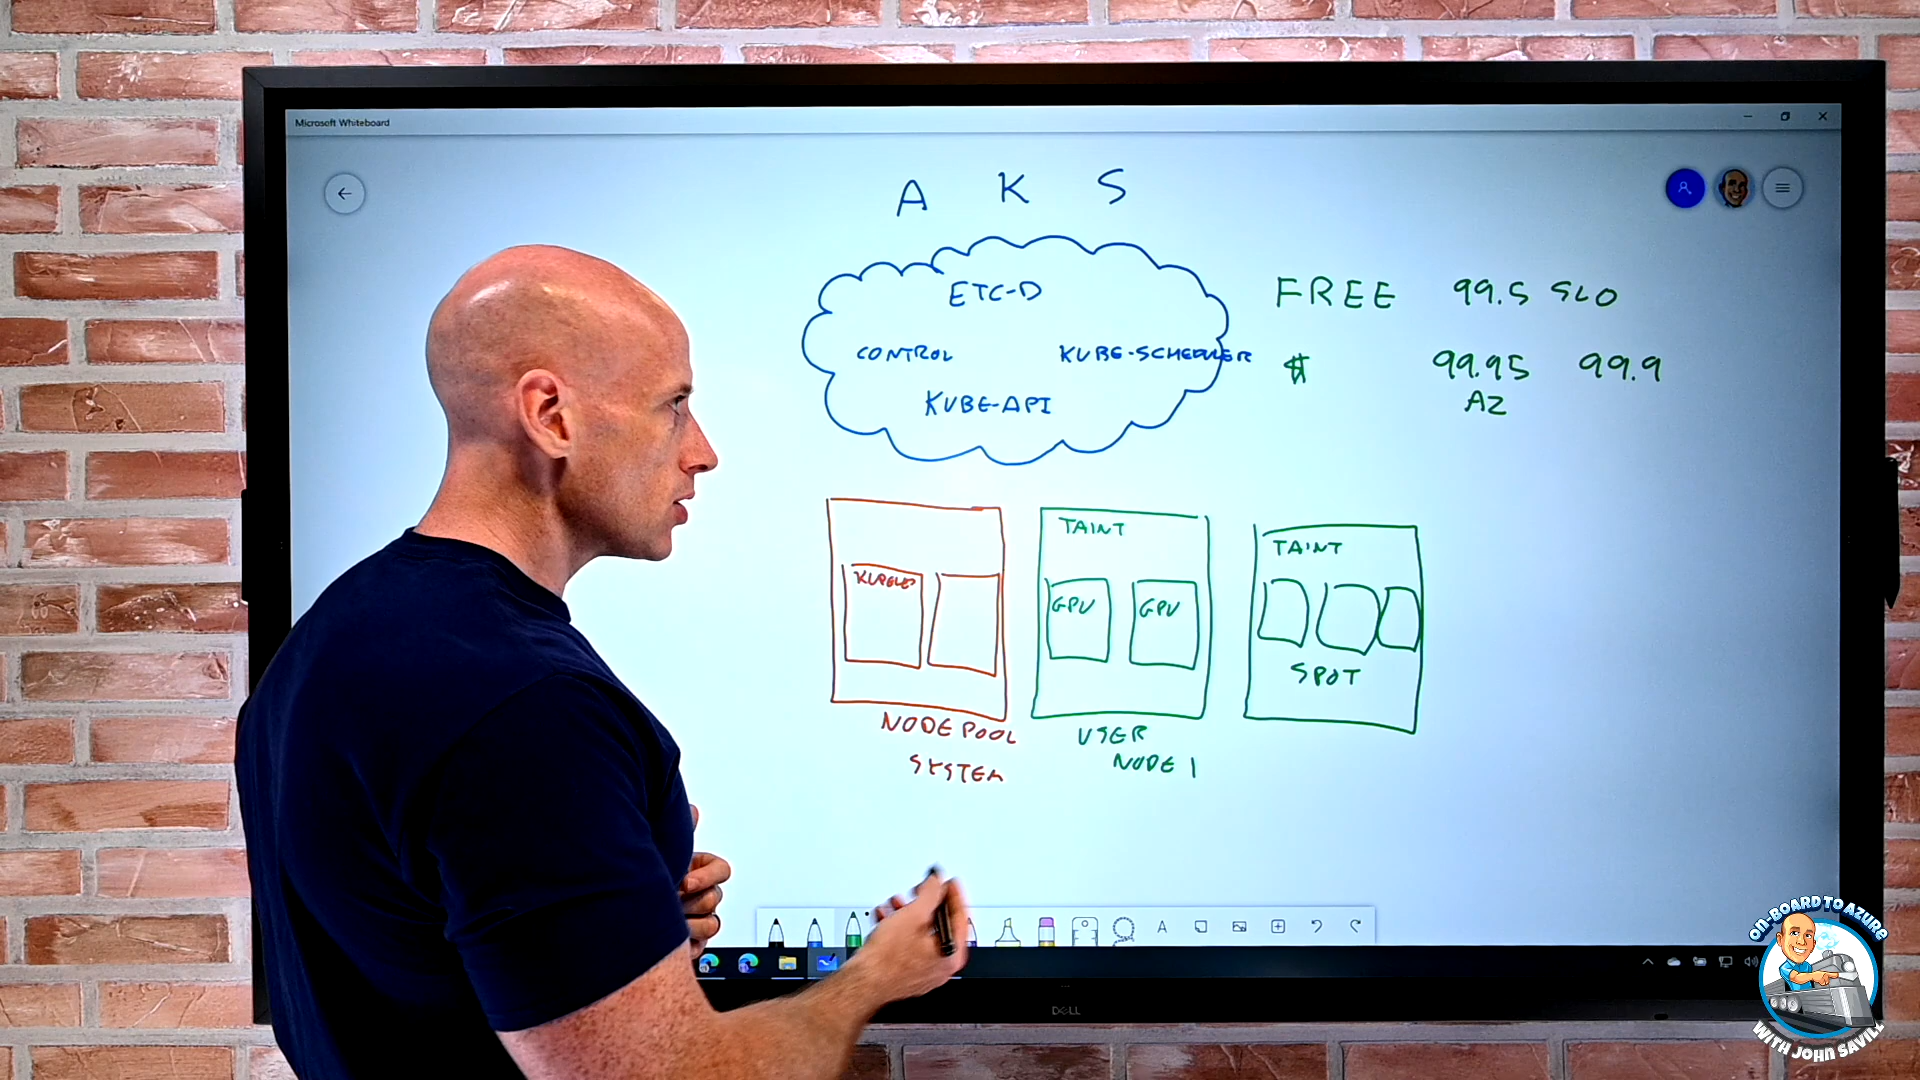 Microsoft Whiteboard
A K S
ETC-D
CONTROL
KUBE-SCHEDULER
KUBE-API
FREE 99.5 SLO
$ 99.95 99.9
AZ
KUBELET
NODE POOL
SYSTEM
TAINT
GPU GPU
USER
NODE 1
TAINT
SPOT
A
DELL
ON-BOARD TO AZURE
WITH JOHN SAVILL